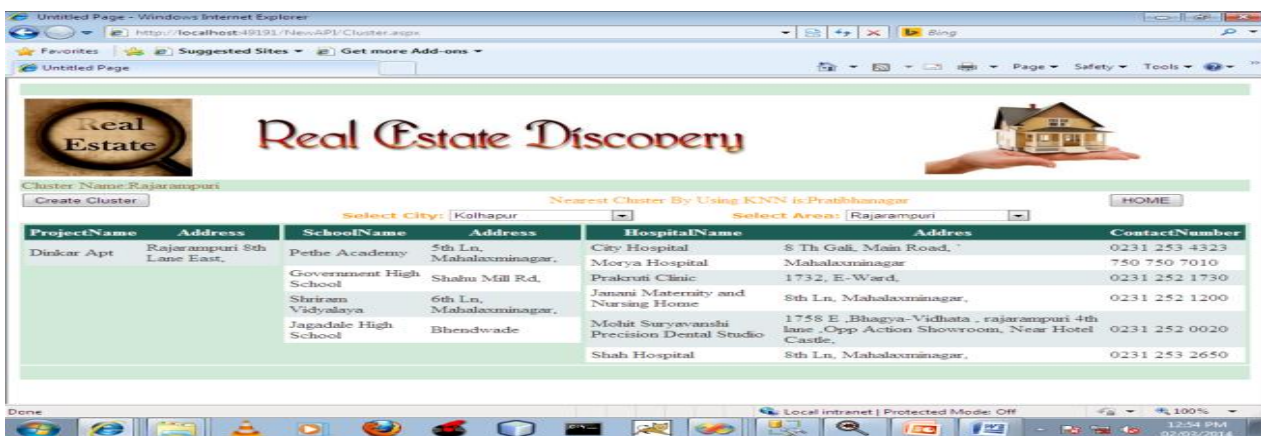 Untitled Page - Windows Internet Explorer
http://localhost:49191/NewAPI/Cluster.aspx
Bing
Favorites Suggested Sites Get more Add-ons
Untitled Page Page Safety Tools
Real
Estate
Real Estate Discovery
Cluster Name:Rajarampuri
Create Cluster Nearest Cluster By Using KNN is:Pratibhanagar HOME
Select City: Kolhapur Select Area: Rajarampuri
ProjectName Address SchoolName Address HospitalName Addres ContactNumber
Dinkar Apt Rajarampuri 8th
Lane East,
Pethe Academy 5th Ln,
Mahalaxminagar,
Government High
School Shahu Mill Rd,
Shriram
Vidyalaya 6th Ln,
Mahalaxminagar,
Jagadale High
School Bhendwade
City Hospital 8 Th Gali, Main Road, ` 0231 253 4323
Morya Hospital Mahalaxminagar 750 750 7010
Prakruti Clinic 1732, E-Ward, 0231 252 1730
Janani Maternity and
Nursing Home 8th Ln, Mahalaxminagar, 0231 252 1200
Mohit Suryavanshi
Precision Dental Studio 1758 E ,Bhagya-Vidhata , rajarampuri 4th
lane ,Opp Action Showroom, Near Hotel
Castle, 0231 252 0020
Shah Hospital 8th Ln, Mahalaxminagar, 0231 253 2650
Done Local intranet | Protected Mode: Off 100%
12:54 PM
02/03/2014